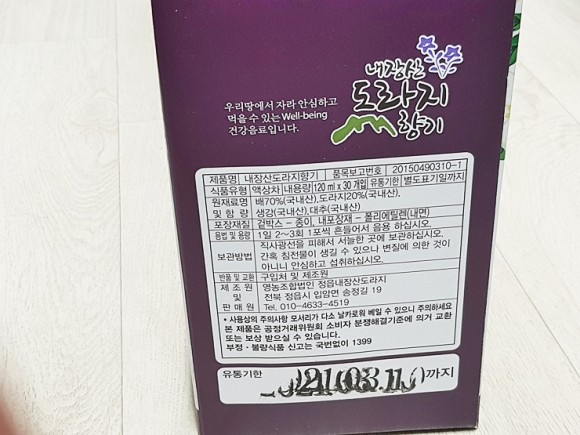 내장산
도라지
향기
우리땅에서 자라 안심하고
먹을 수 있는 Well-being
건강음료입니다.
제품명 내장산도라지향기 품목보고번호 20150490310-1
식품유형 액상차 내용량 120 ml x 30 개입 유통기한 별도표기일까지
원재료명 및 함량 배70%(국내산),도라지20%(국내산),
생강(국내산),대추(국내산)
포장재질 겉박스 - 종이, 내포장재 - 폴리에틸렌(내면)
용법 및 용량 1일 2~3회 1포씩 흔들어서 음용 하십시오.
보관방법 직사광선을 피해서 서늘한 곳에 보관하십시오.
간혹 침전물이 생길 수 있으나 변질에 의한 것이
아니니 안심하고 섭취하십시오.
반품 및 교환 구입처 및 제조원
제조원 및 판매원 영농조합법인 정읍내장산도라지
전북 정읍시 입암면 송정길 19
Tel. 010-4633-4519
* 사용상의 주의사항 모서리가 다소 날카로워 베일 수 있으니 주의하세요
본 제품은 공정거래위원회 소비자 분쟁해결기준에 의거 교환
또는 보상 받으실 수 있습니다.
부정 · 불량식품 신고는 국번없이 1399
유통기한 까지